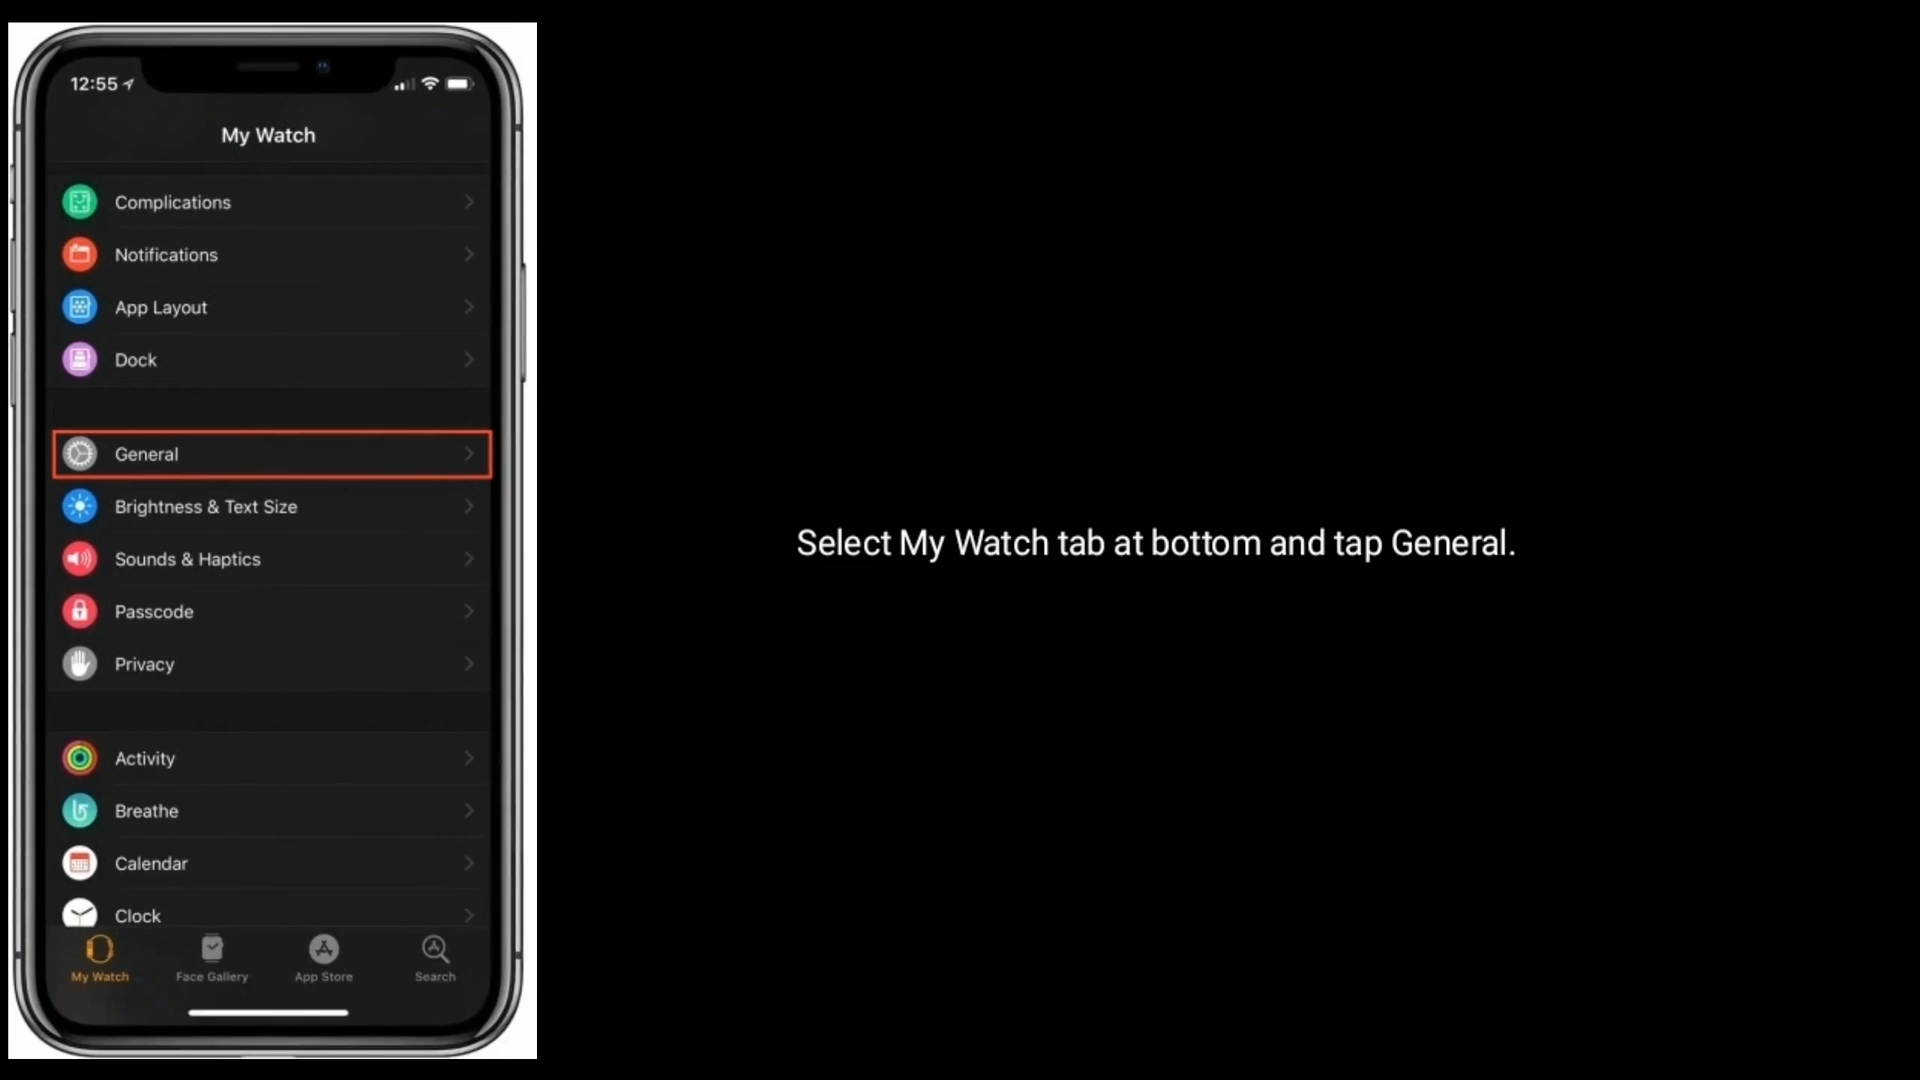 12:55
My Watch
Complications
Notifications
App Layout
Dock
General
Brightness & Text Size
Sounds & Haptics
Passcode
Privacy
Activity
Breathe
Calendar
Clock
My Watch Face Gallery App Store Search
Select My Watch tab at bottom and tap General.